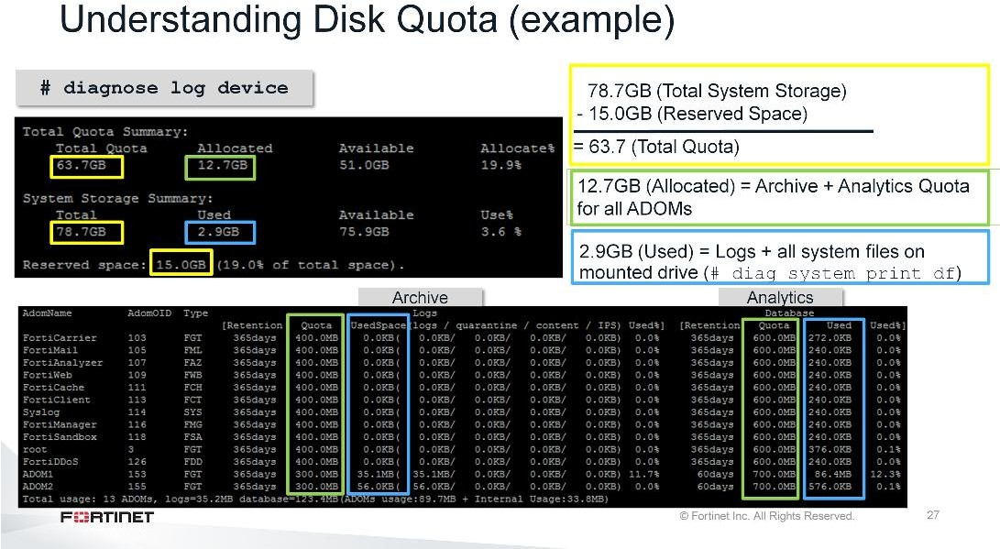 Understanding Disk Quota (example)
# diagnose log device
Total Quota Summary:
Total Quota Allocated Available Allocate%
63.7GB 12.7GB 51.0GB 19.9%
System Storage Summary:
Total Used Available Use%
78.7GB 2.9GB 75.9GB 3.6 %
Reserved space: 15.0GB (19.0% of total space).
78.7GB (Total System Storage)
- 15.0GB (Reserved Space)
= 63.7 (Total Quota)
12.7GB (Allocated) = Archive + Analytics Quota
for all ADOMs
2.9GB (Used) = Logs + all system files on
mounted drive (# diag system print df)
Archive Analytics
AdomName AdomOID Type Logs Database
[Retention Quota UsedSpace(logs / quarantine / content / IPS) Used%] [Retention Quota Used Used%]
FortiCarrier 103 FGT 365days 400.0MB 0.0KB( 0.0KB/ 0.0KB/ 0.0KB/ 0.0KB) 0.0% 365days 600.0MB 272.0KB 0.0%
FortiMail 105 FML 365days 400.0MB 0.0KB( 0.0KB/ 0.0KB/ 0.0KB/ 0.0KB) 0.0% 365days 600.0MB 240.0KB 0.0%
FortiAnalyzer 107 FAZ 365days 400.0MB 0.0KB( 0.0KB/ 0.0KB/ 0.0KB/ 0.0KB) 0.0% 365days 600.0MB 240.0KB 0.0%
FortiWeb 109 FWB 365days 400.0MB 0.0KB( 0.0KB/ 0.0KB/ 0.0KB/ 0.0KB) 0.0% 365days 600.0MB 240.0KB 0.0%
FortiCache 111 FCH 365days 400.0MB 0.0KB( 0.0KB/ 0.0KB/ 0.0KB/ 0.0KB) 0.0% 365days 600.0MB 240.0KB 0.0%
FortiClient 113 FCT 365days 400.0MB 0.0KB( 0.0KB/ 0.0KB/ 0.0KB/ 0.0KB) 0.0% 365days 600.0MB 240.0KB 0.0%
Syslog 114 SYS 365days 400.0MB 0.0KB( 0.0KB/ 0.0KB/ 0.0KB/ 0.0KB) 0.0% 365days 600.0MB 240.0KB 0.0%
FortiManager 116 FMG 365days 400.0MB 0.0KB( 0.0KB/ 0.0KB/ 0.0KB/ 0.0KB) 0.0% 365days 600.0MB 240.0KB 0.0%
FortiSandbox 118 FSA 365days 400.0MB 0.0KB( 0.0KB/ 0.0KB/ 0.0KB/ 0.0KB) 0.0% 365days 600.0MB 240.0KB 0.0%
root 3 FGT 365days 400.0MB 0.0KB( 0.0KB/ 0.0KB/ 0.0KB/ 0.0KB) 0.0% 365days 600.0MB 376.0KB 0.1%
FortiDDoS 126 FDD 365days 400.0MB 0.0KB( 0.0KB/ 0.0KB/ 0.0KB/ 0.0KB) 0.0% 365days 600.0MB 240.0KB 0.0%
ADOM1 153 FGT 365days 300.0MB 35.1MB( 35.1MB/ 0.0KB/ 0.0KB/ 0.0KB) 11.7% 60days 700.0MB 86.4MB 12.3%
ADOM2 155 FGT 365days 300.0MB 56.0KB( 56.0KB/ 0.0KB/ 0.0KB/ 0.0KB) 0.0% 60days 700.0MB 576.0KB 0.1%
Total usage: 13 ADOMs, logs=35.2MB database=123.4MB(ADOMs usage:89.7MB + Internal Usage:33.8MB)
FORTINET © Fortinet Inc. All Rights Reserved. 27